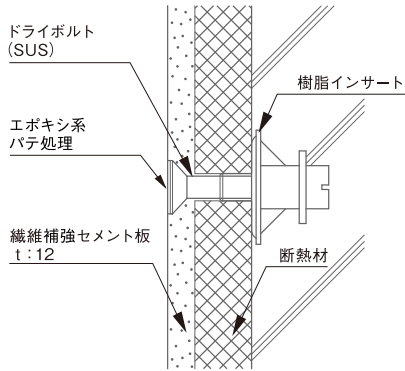 ドライボルト
(SUS)
樹脂インサート
エポキシ系
パテ処理
繊維補強セメント板
t：12
断熱材